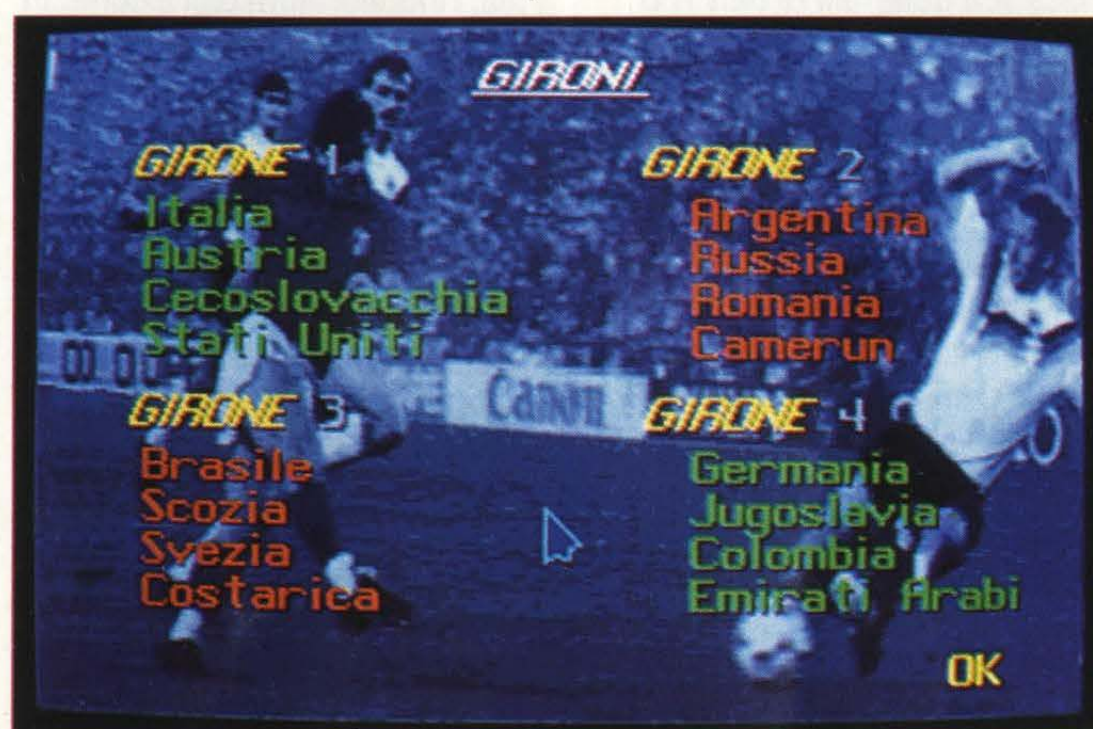 GIRONI
GIRONE 1
Italia
Austria
Cecoslovacchia
Stati Uniti
GIRONE 2
Argentina
Russia
Romania
Camerun
GIRONE 3
Brasile
Scozia
Svezia
Costarica
GIRONE 4
Germania
Jugoslavia
Colombia
Emirati Arabi
Canon
OK